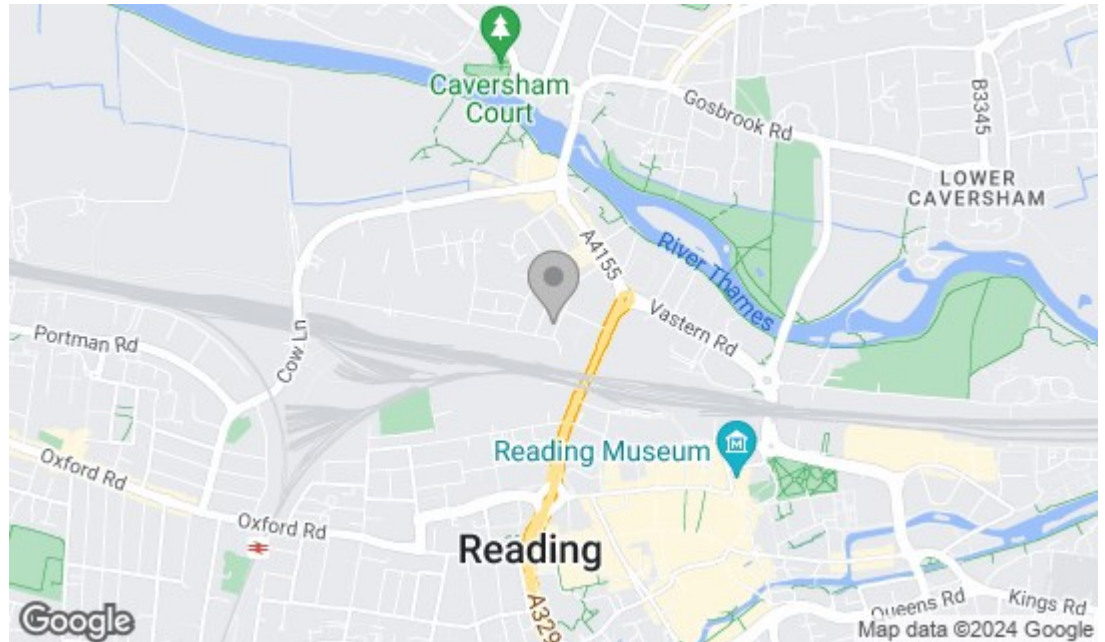 Caversham
Court
Gosbrook Rd
B3345
LOWER
CAVERSHAM
A4155
River Thames
Vastern Rd
Cow Ln
Portman Rd
Reading Museum
Oxford Rd
Oxford Rd
Reading
A329
Queens Rd
Kings Rd
Google
Map data ©2024 Google